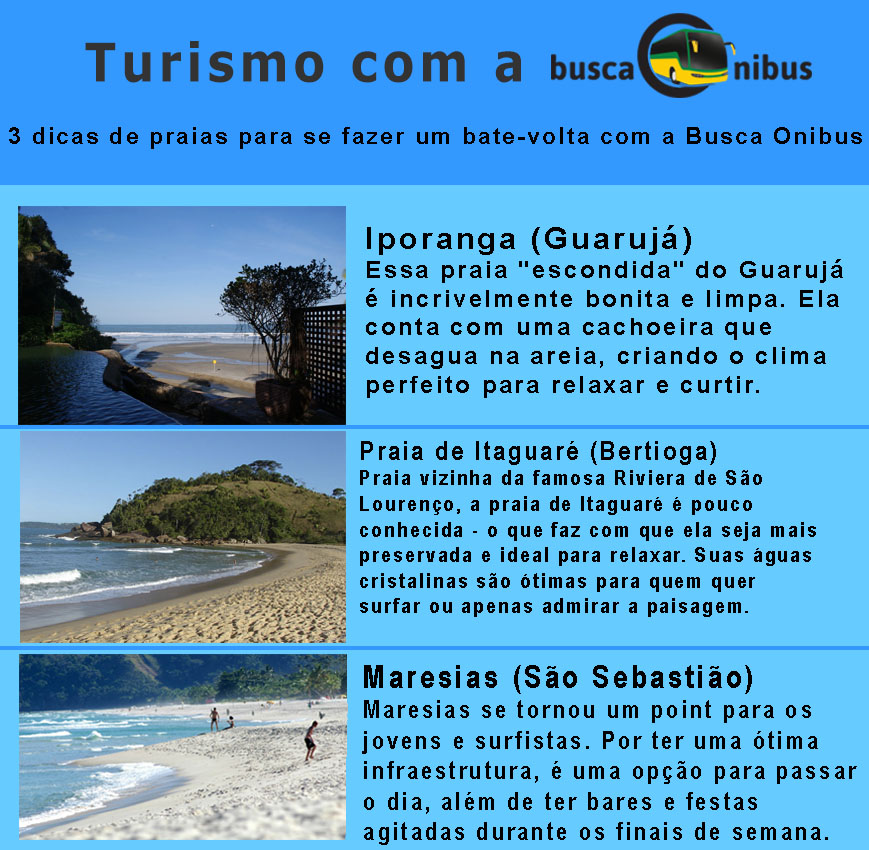 Turismo com a busca Onibus
3 dicas de praias para se fazer um bate-volta com a Busca Onibus
Iporanga (Guarujá)
Essa praia "escondida" do Guarujá
é incrivelmente bonita e limpa. Ela
conta com uma cachoeira que
desagua na areia, criando o clima
perfeito para relaxar e curtir.
Praia de Itaguaré (Bertioga)
Praia vizinha da famosa Riviera de São
Lourenço, a praia de Itaguaré é pouco
conhecida - o que faz com que ela seja mais
preservada e ideal para relaxar. Suas águas
cristalinas são ótimas para quem quer
surfar ou apenas admirar a paisagem.
Maresias (São Sebastião)
Maresias se tornou um point para os
jovens e surfistas. Por ter uma ótima
infraestrutura, é uma opção para passar
o dia, além de ter bares e festas
agitadas durante os finais de semana.